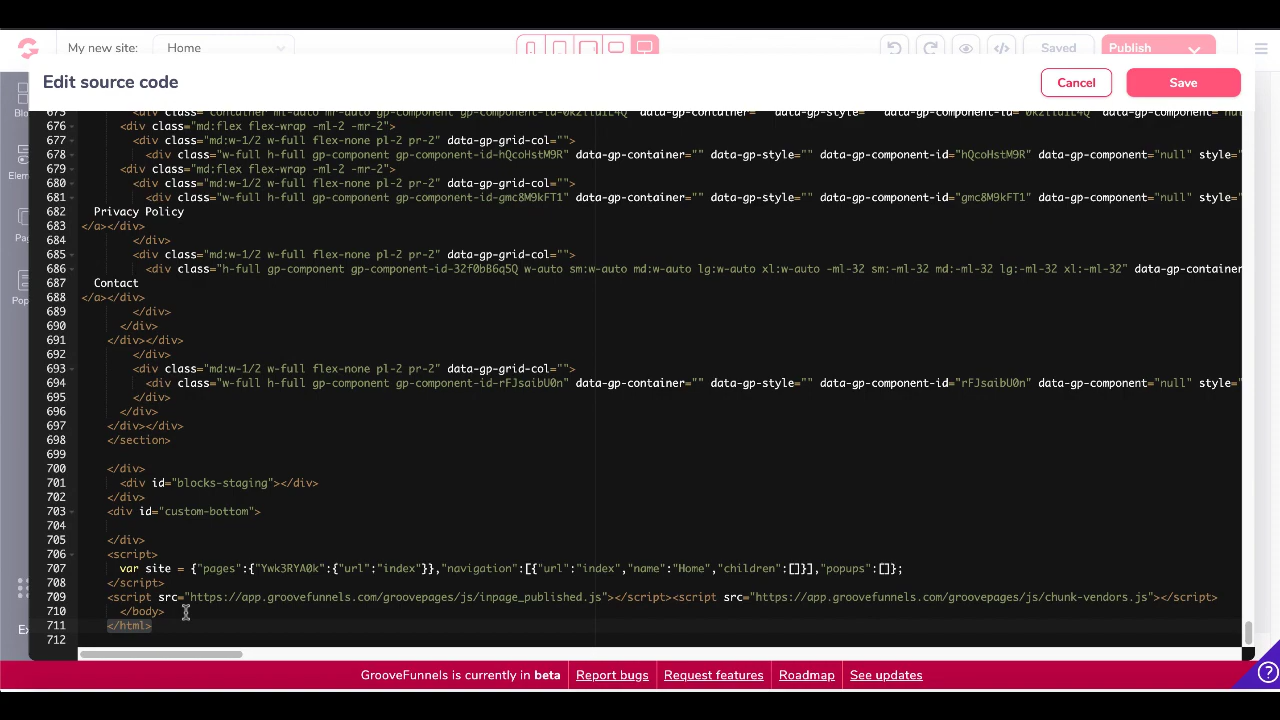 My new site: Home Saved Publish
Edit source code Cancel Save
675 <div class="container ml-auto mr-auto
676 <div class="md:flex flex-wrap -ml-2 -mr-2">
677 <div class="md:w-1/2 w-full flex-none pl-2 pr-2" data-gp-grid-col="">
678 <div class="w-full h-full gp-component gp-component-id-hQcoHstM9R" data-gp-container="" data-gp-style="" data-gp-component-id="hQcoHstM9R" data-gp-component="null" style="
679 <div class="md:flex flex-wrap -ml-2 -mr-2">
680 <div class="md:w-1/2 w-full flex-none pl-2 pr-2" data-gp-grid-col="">
681 <div class="w-full h-full gp-component gp-component-id-gmc8M9kFT1" data-gp-container="" data-gp-style="" data-gp-component-id="gmc8M9kFT1" data-gp-component="null" style="
682 Privacy Policy
683 </a></div>
684 </div>
685 <div class="md:w-1/2 w-full flex-none pl-2 pr-2" data-gp-grid-col="">
686 <div class="h-full gp-component gp-component-id-32f0bB6q5Q w-auto sm:w-auto md:w-auto lg:w-auto xl:w-auto -ml-32 sm:-ml-32 md:-ml-32 lg:-ml-32 xl:-ml-32" data-gp-container
687 Contact
688 </a></div>
689 </div>
690 </div>
691 </div></div>
692 </div>
693 <div class="md:w-1/2 w-full flex-none pl-2 pr-2" data-gp-grid-col="">
694 <div class="w-full h-full gp-component gp-component-id-rFJsaibU0n" data-gp-container="" data-gp-style="" data-gp-component-id="rFJsaibU0n" data-gp-component="null" style="
695 </div>
696 </div>
697 </div></div>
698 </section>
699
700 </div>
701 <div id="blocks-staging"></div>
702 </div>
703 <div id="custom-bottom">
704
705 </div>
706 <script>
707 var site = {"pages":{"Ywk3RYA0k":{"url":"index"}},"navigation":[{"url":"index","name":"Home","children":[]}],"popups":[]};
708 </script>
709 <script src="https://app.groovefunnels.com/groovepages/js/inpage_published.js"></script><script src="https://app.groovefunnels.com/groovepages/js/chunk-vendors.js"></script>
710 </body>
711 </html>
712
GrooveFunnels is currently in beta Report bugs Request features Roadmap See updates